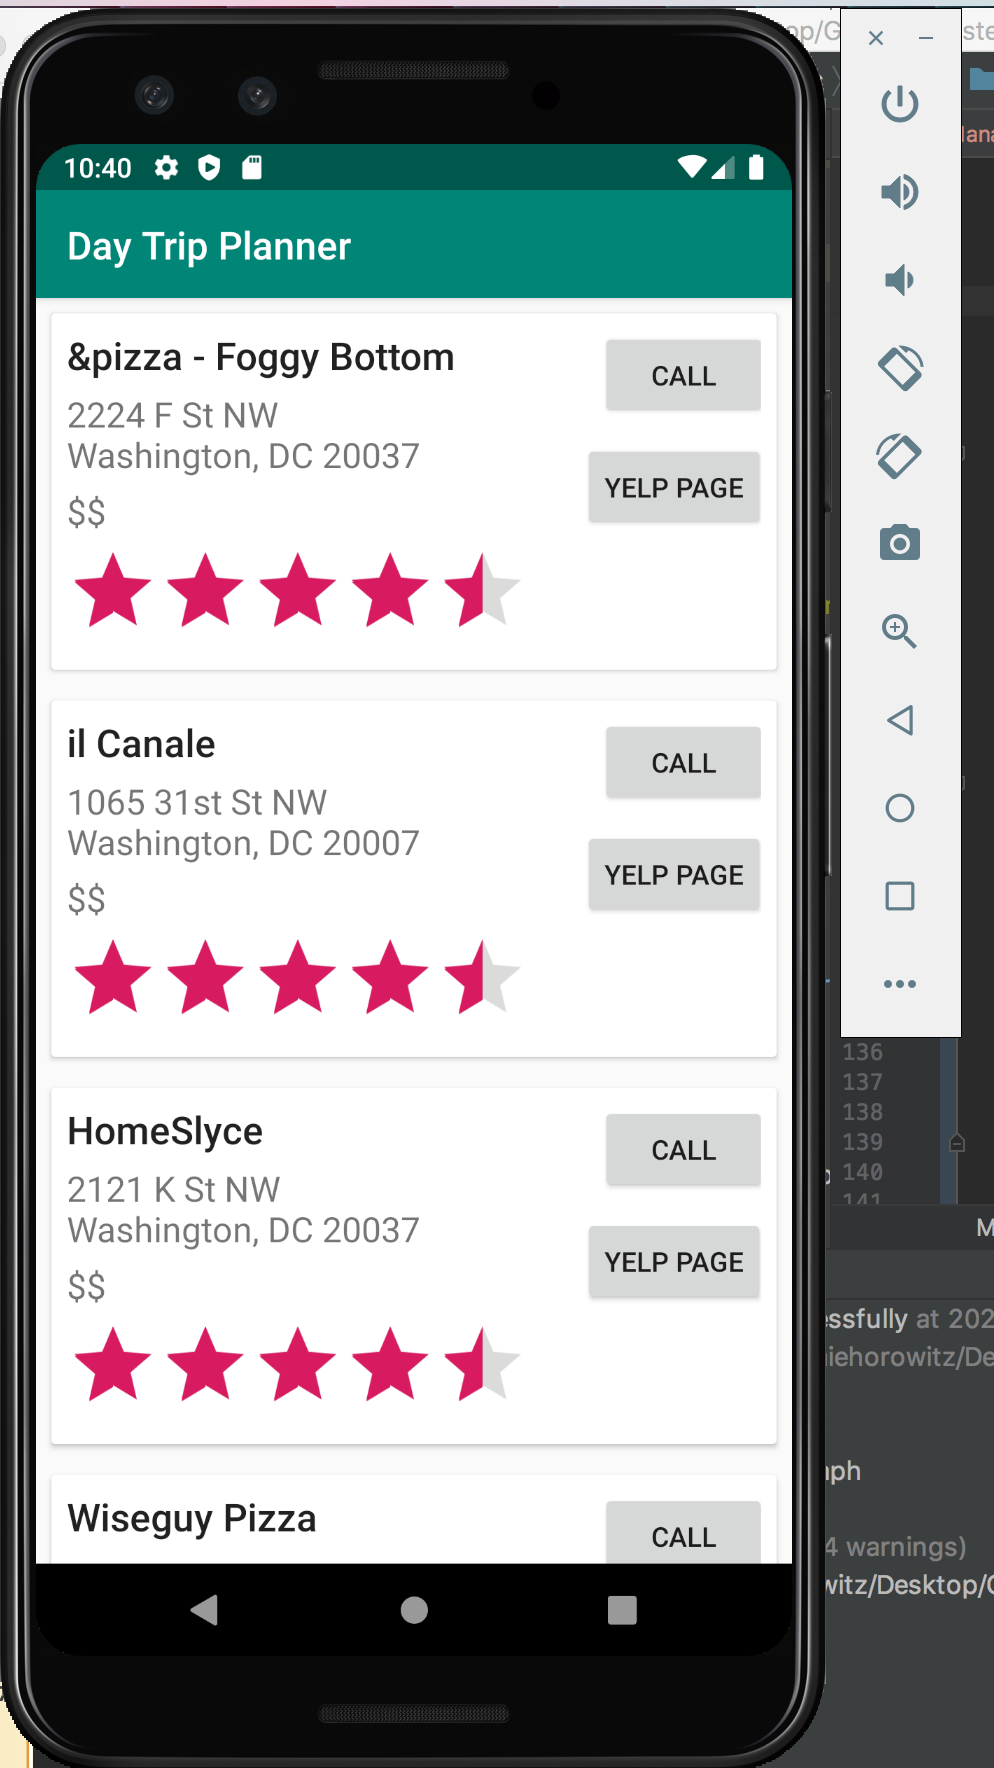 10:40
Day Trip Planner
&pizza - Foggy Bottom
CALL
2224 F St NW
Washington, DC 20037
YELP PAGE
$$
il Canale
CALL
1065 31st St NW
Washington, DC 20007
YELP PAGE
$$
HomeSlyce
CALL
2121 K St NW
Washington, DC 20037
YELP PAGE
$$
Wiseguy Pizza
CALL
136
137
138
139
140
141
essfully at 202
iehorowitz/De
aph
4 warnings)
witz/Desktop/G